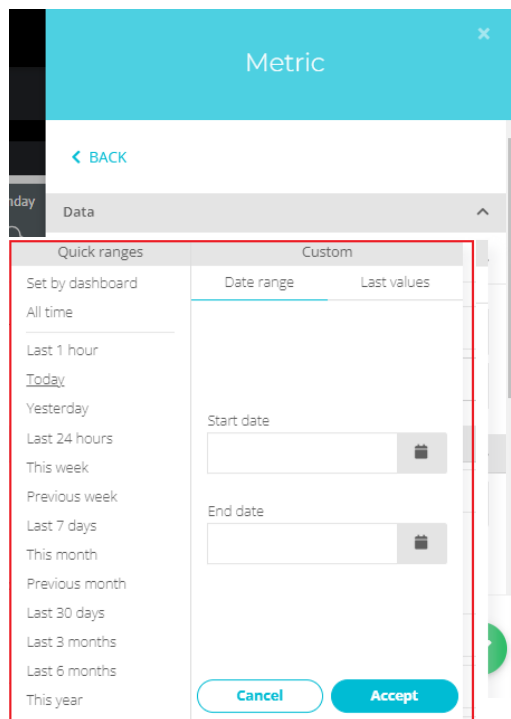 Metric
BACK
nday
Data
Quick ranges
Custom
Set by dashboard
Date range
Last values
All time
Last 1 hour
Today
Yesterday
Last 24 hours
This week
Previous week
Last 7 days
This month
Previous month
Last 30 days
Last 3 months
Last 6 months
This year
Start date
End date
Cancel
Accept